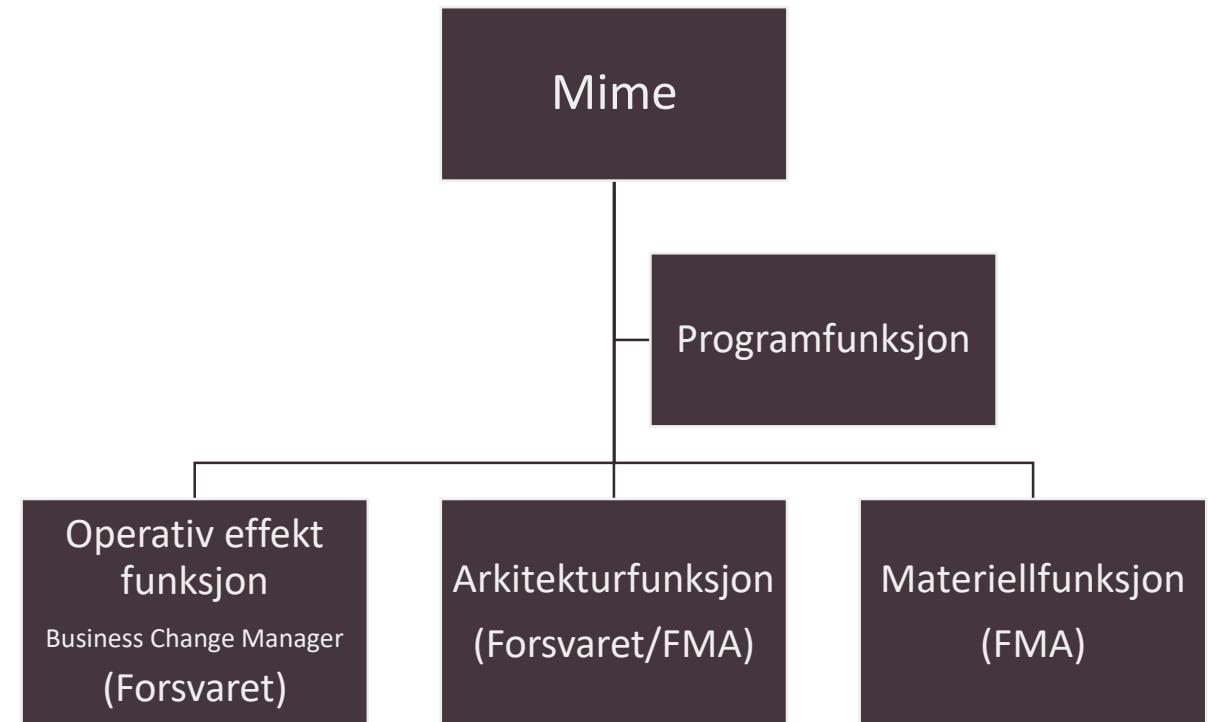 Mime
Programfunksjon
Operativ effekt
funksjon
Business Change Manager
(Forsvaret)
Arkitekturfunksjon
(Forsvaret/FMA)
Materiellfunksjon
(FMA)